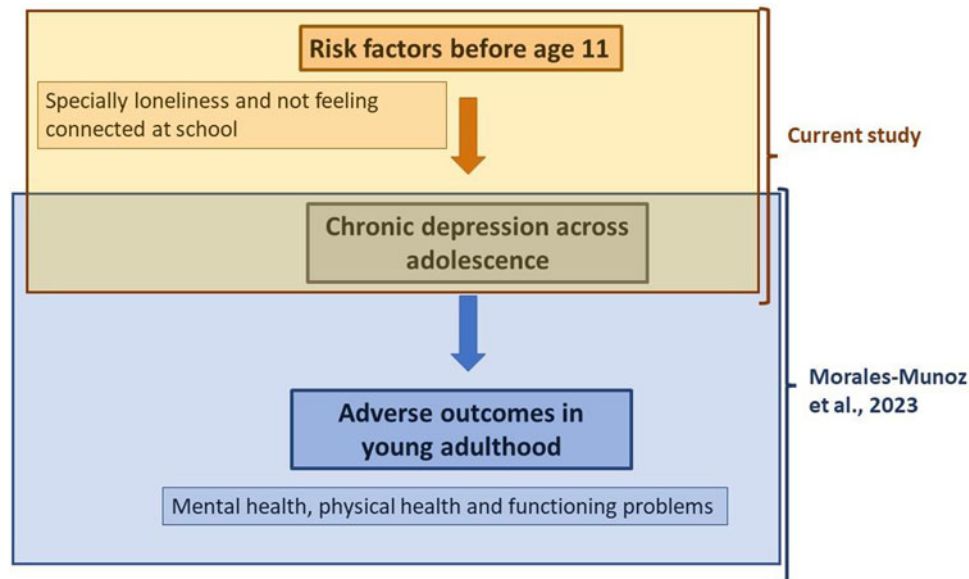 Risk factors before age 11
Specially loneliness and not feeling
connected at school
Current study
Chronic depression across
adolescence
Adverse outcomes in
young adulthood
Morales-Munoz
et al., 2023
Mental health, physical health and functioning problems